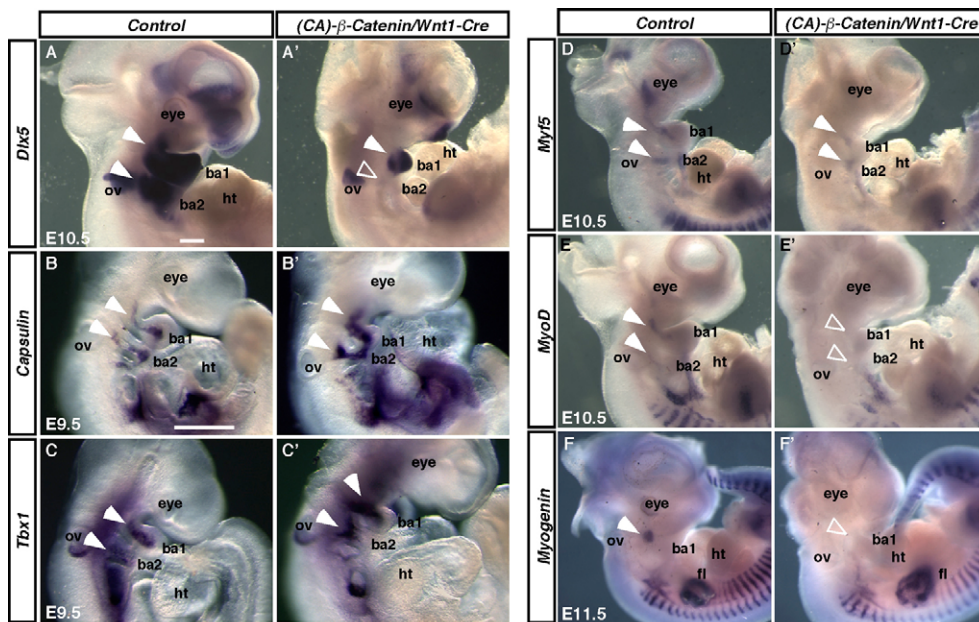 Control
(CA)-β-Catenin/Wnt1-Cre
Dlx5
A
eye
ba1
ov
ht
ba2
E10.5
A'
eye
ht
ba1
ov
ba2
Capsulin
B
eye
ba1
ov
ba2
ht
E9.5
B'
eye
ba1
ov
ba2
ht
Tbx1
C
eye
ov
ba1
ba2
ht
E9.5
C'
eye
ov
ba1
ba2
ht
Control
(CA)-β-Catenin/Wnt1-Cre
Myf5
D
eye
ba1
ov
ba2
ht
E10.5
D'
eye
ba1
ov
ba2
ht
MyoD
E
eye
ba1
ov
ba2
ht
E10.5
E'
eye
ba1
ba2
ht
ov
Myogenin
F
eye
ov
ba1
ht
fl
E11.5
F'
eye
ba1
ov
ht
fl